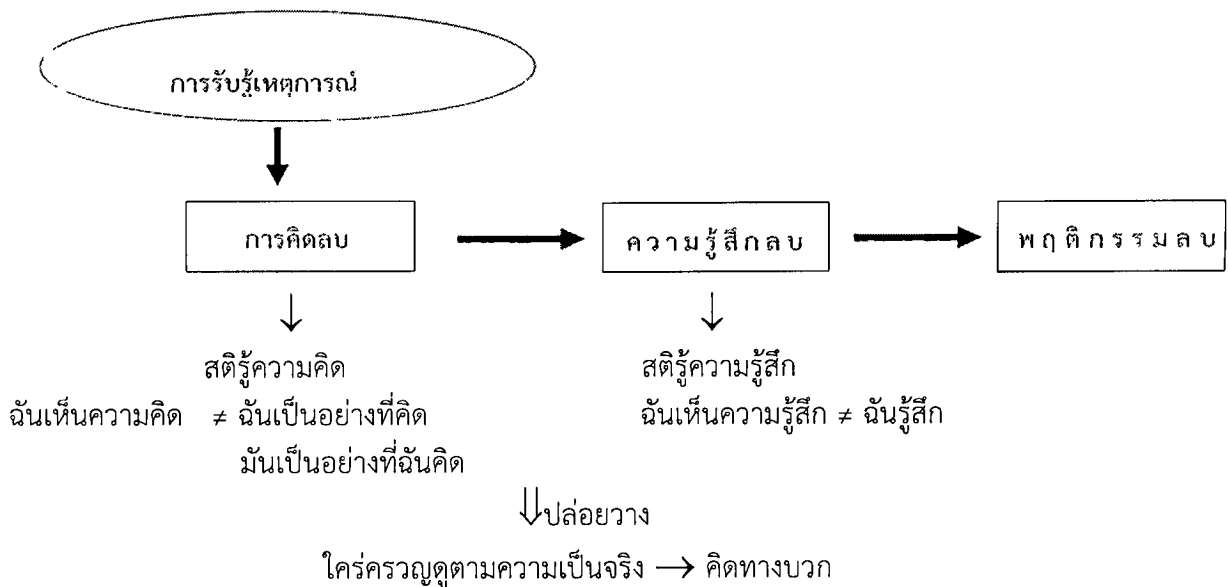 การรับรู้เหตุการณ์
การคิดลบ
ความรู้สึกลบ
พฤติกรรมลบ
สติรู้ความคิด
สติรู้ความรู้สึก
ฉันเห็นความคิด ≠ ฉันเป็นอย่างที่คิด
ฉันเห็นความรู้สึก ≠ ฉันรู้สึก
มันเป็นอย่างที่ฉันคิด
⇓ปล่อยวาง
ใคร่ครวญดูตามความเป็นจริง → คิดทางบวก